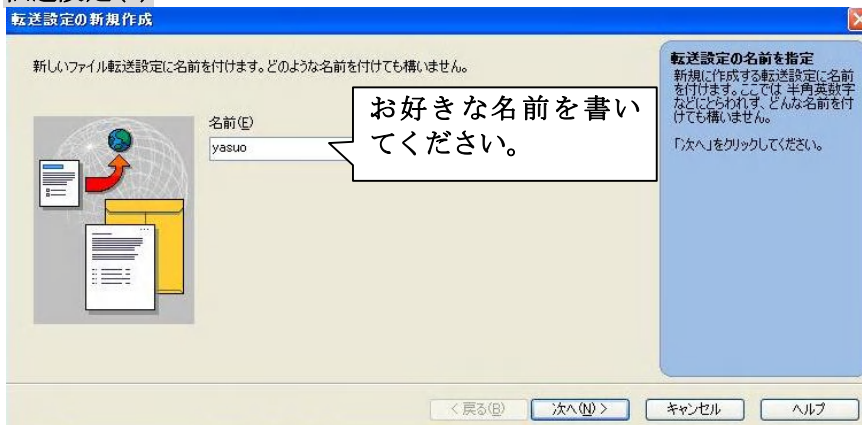 転送設定の新規作成
新しいファイル転送設定に名前を付けます。どのような名前を付けても構いません。
名前(E)
yasuo
お好きな名前を書い
てください。
転送設定の名前を指定
新規に作成する転送設定に名前
を付けます。ここでは 半角英数字
などにとらわれず、どんな名前を付
けても構いません。
「次へ」をクリックしてください。
< 戻る(B)
次へ(N) >
キャンセル
ヘルプ